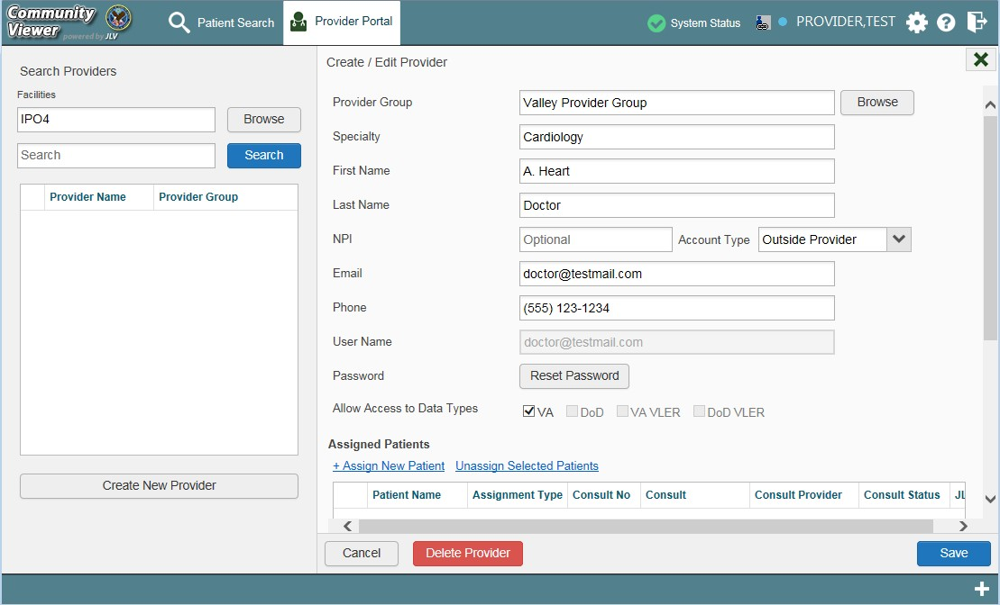 Community
Viewer powered by JLV
Patient Search
Provider Portal
System Status
PROVIDER,TEST
Search Providers
Facilities
IPO4
Browse
Search
Search
Provider Name Provider Group
Create New Provider
Create / Edit Provider
Provider Group Valley Provider Group Browse
Specialty Cardiology
First Name A. Heart
Last Name Doctor
NPI Optional Account Type Outside Provider
Email doctor@testmail.com
Phone (555) 123-1234
User Name doctor@testmail.com
Password Reset Password
Allow Access to Data Types VA DoD VA VLER DoD VLER
Assigned Patients
+ Assign New Patient Unassign Selected Patients
Patient Name Assignment Type Consult No Consult Consult Provider Consult Status JL
Cancel Delete Provider Save